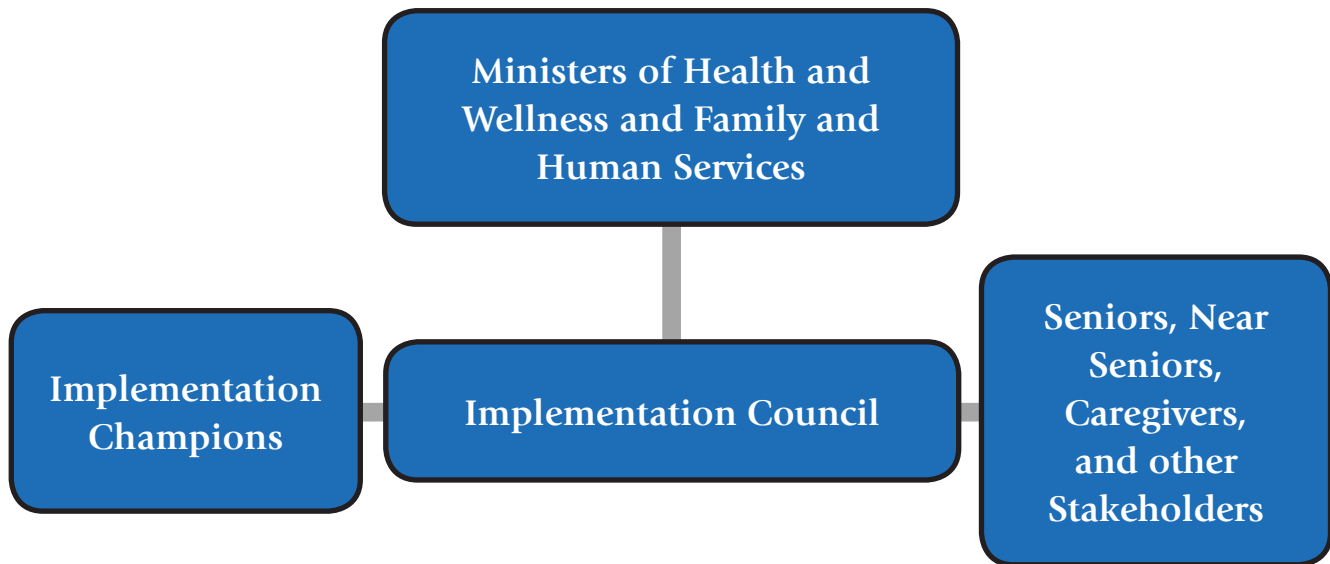 Ministers of Health and
Wellness and Family and
Human Services
Implementation
Champions
Implementation Council
Seniors, Near
Seniors,
Caregivers,
and other
Stakeholders